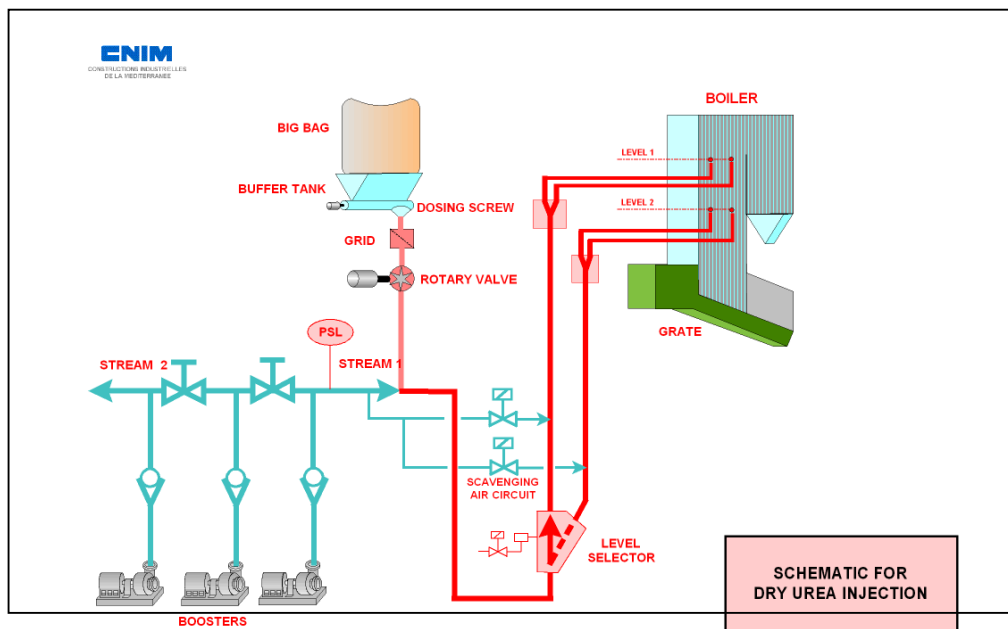 CNIM
CONSTRUCTIONS INDUSTRIELLES
DE LA MEDITERRANEE
BIG BAG
BUFFER TANK
DOSING SCREW
GRID
ROTARY VALVE
PSL
STREAM 2
STREAM 1
BOILER
LEVEL 1
LEVEL 2
GRATE
SCAVENGING
AIR CIRCUIT
LEVEL
SELECTOR
BOOSTERS
SCHEMATIC FOR
DRY UREA INJECTION